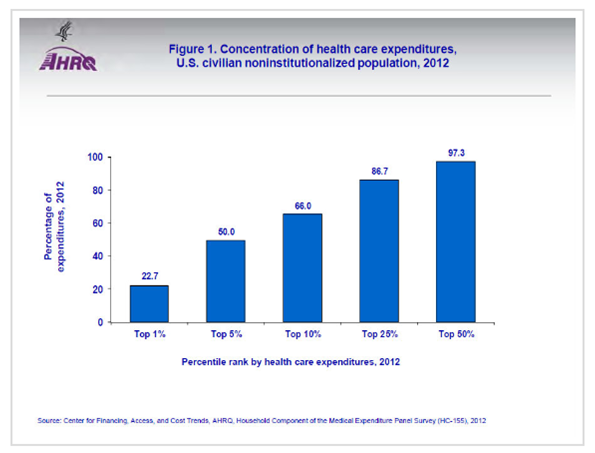 AHRQ
Figure 1. Concentration of health care expenditures,
U.S. civilian noninstitutionalized population, 2012
Percentage of
expenditures, 2012
100
80
60
40
20
0
22.7
50.0
66.0
86.7
97.3
Top 1%
Top 5%
Top 10%
Top 25%
Top 50%
Percentile rank by health care expenditures, 2012
Source: Center for Financing, Access, and Cost Trends, AHRQ, Household Component of the Medical Expenditure Panel Survey (HC-155), 2012